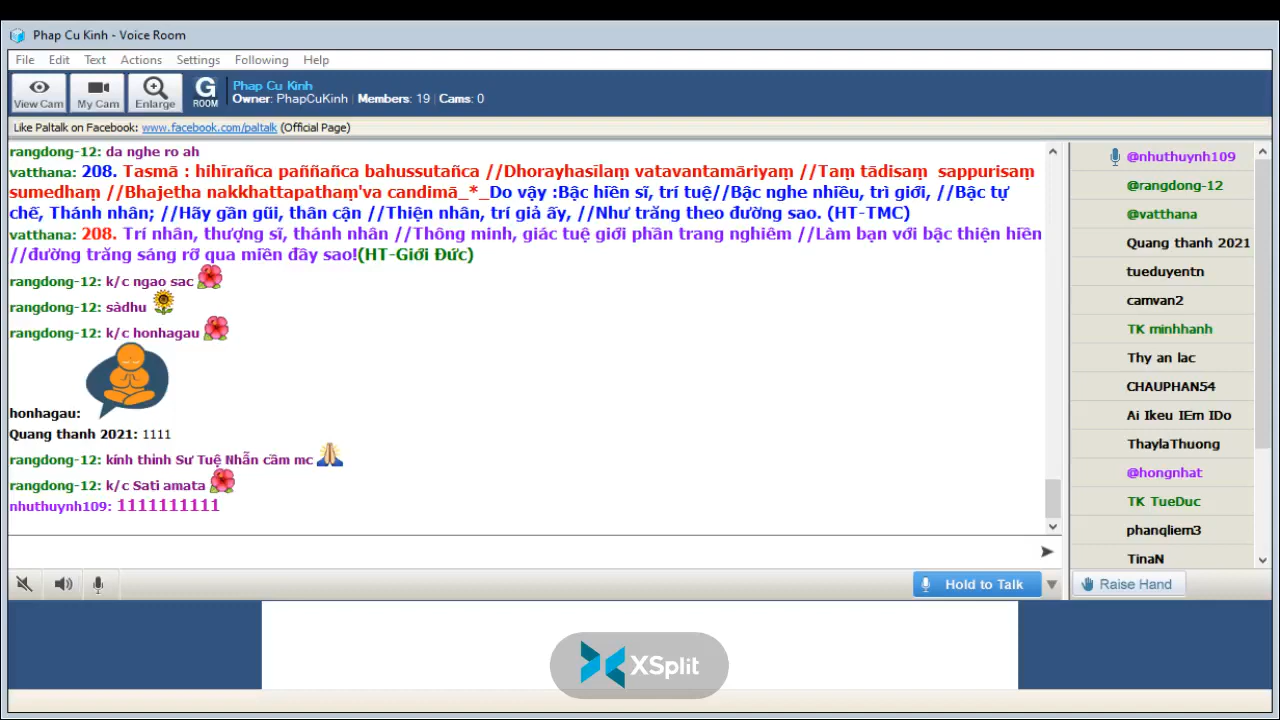 Phap Cu Kinh - Voice Room
File Edit Text Actions Settings Following Help
View Cam My Cam Enlarge G ROOM
Phap Cu Kinh
Owner: PhapCuKinh | Members: 19 | Cams: 0
Like Paltalk on Facebook: www.facebook.com/paltalk (Official Page)
rangdong-12: da nghe ro ah
vatthana: 208. Tasmā : hihīrañca paññañca bahussutañca //Dhorayhasīlaṃ vatavantamāriyaṃ //Taṃ tādisaṃ sappurisaṃ
sumedhaṃ //Bhajetha nakkhattapathaṃ'va candimā_*_Do vậy :Bậc hiền sĩ, trí tuệ//Bậc nghe nhiều, trì giới, //Bậc tự
chế, Thánh nhân; //Hãy gần gũi, thân cận //Thiện nhân, trí giả ấy, //Như trăng theo đường sao. (HT-TMC)
vatthana: 208. Trí nhân, thượng sĩ, thánh nhân //Thông minh, giác tuệ giới phần trang nghiêm //Làm bạn với bậc thiện hiền
//đường trăng sáng rỡ qua miền đây sao!(HT-Giới Đức)
rangdong-12: k/c ngao sac
rangdong-12: sàdhu
rangdong-12: k/c honhagau
honhagau:
Quang thanh 2021: 1111
rangdong-12: kính thỉnh Sư Tuệ Nhẫn cầm mc
rangdong-12: k/c Sati amata
nhuthuynh109: 1111111111
@nhuthuynh109
@rangdong-12
@vatthana
Quang thanh 2021
tueduyentn
camvan2
TK minhhanh
Thy an lac
CHAUPHAN54
Ai Ikeu IEm IDo
ThaylaThuong
@hongnhat
TK TueDuc
phanqliem3
TinaN
Hold to Talk
Raise Hand
XSplit